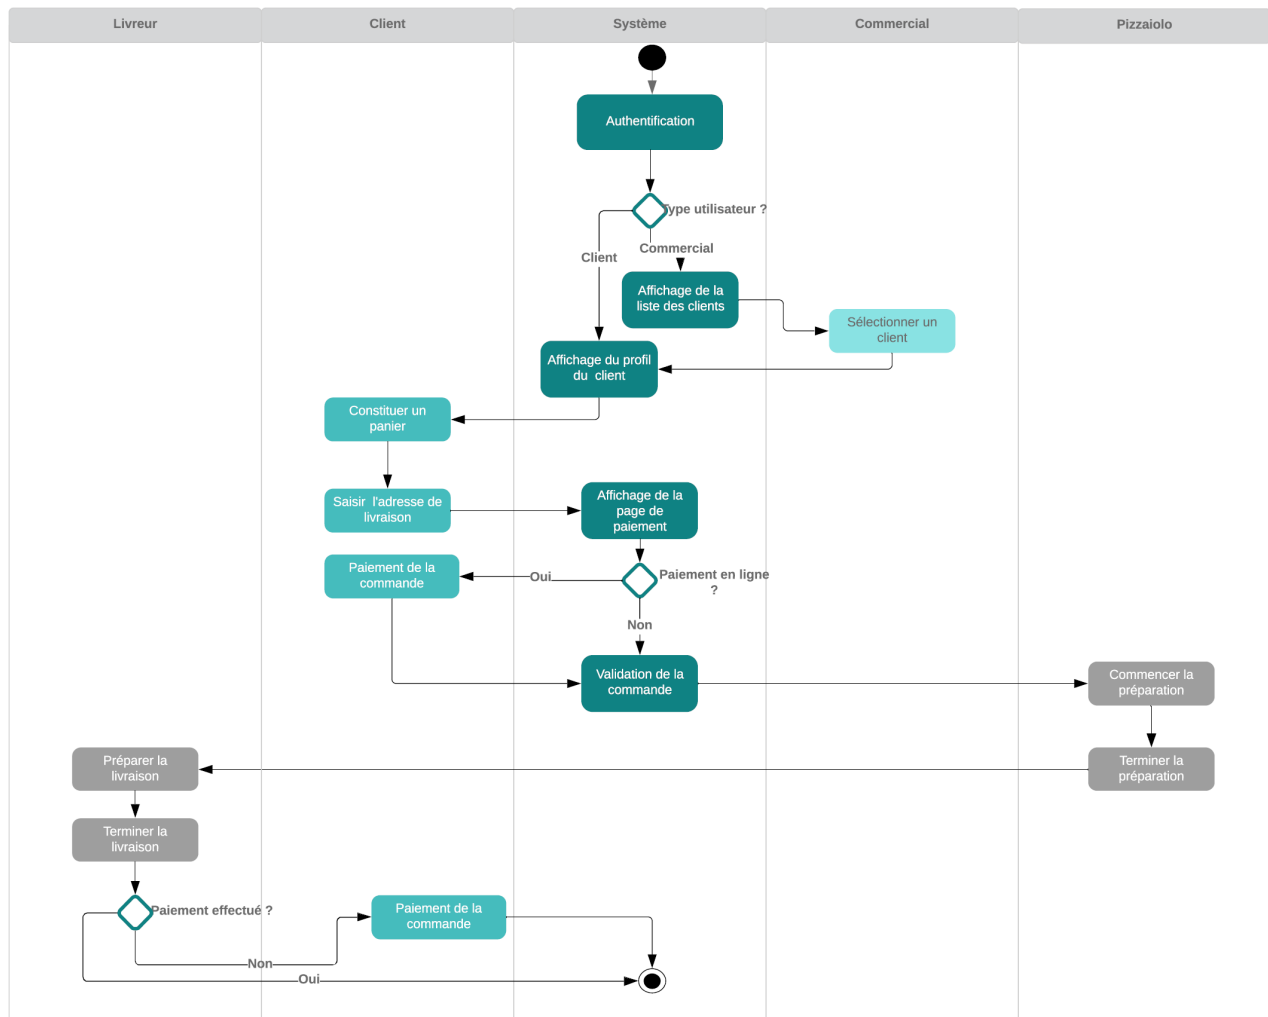 Livreur
Client
Système
Commercial
Pizzaiolo
Authentification
Type utilisateur ?
Commercial
Client
Affichage de la
liste des clients
Sélectionner un
client
Affichage du profil
du client
Constituer un
panier
Saisir l'adresse de
livraison
Affichage de la
page de
paiement
Paiement de la
commande
Oui
Paiement en ligne
?
Non
Validation de la
commande
Commencer la
préparation
Préparer la
livraison
Terminer la
préparation
Terminer la
livraison
Paiement effectué ?
Paiement de la
commande
Non
Oui